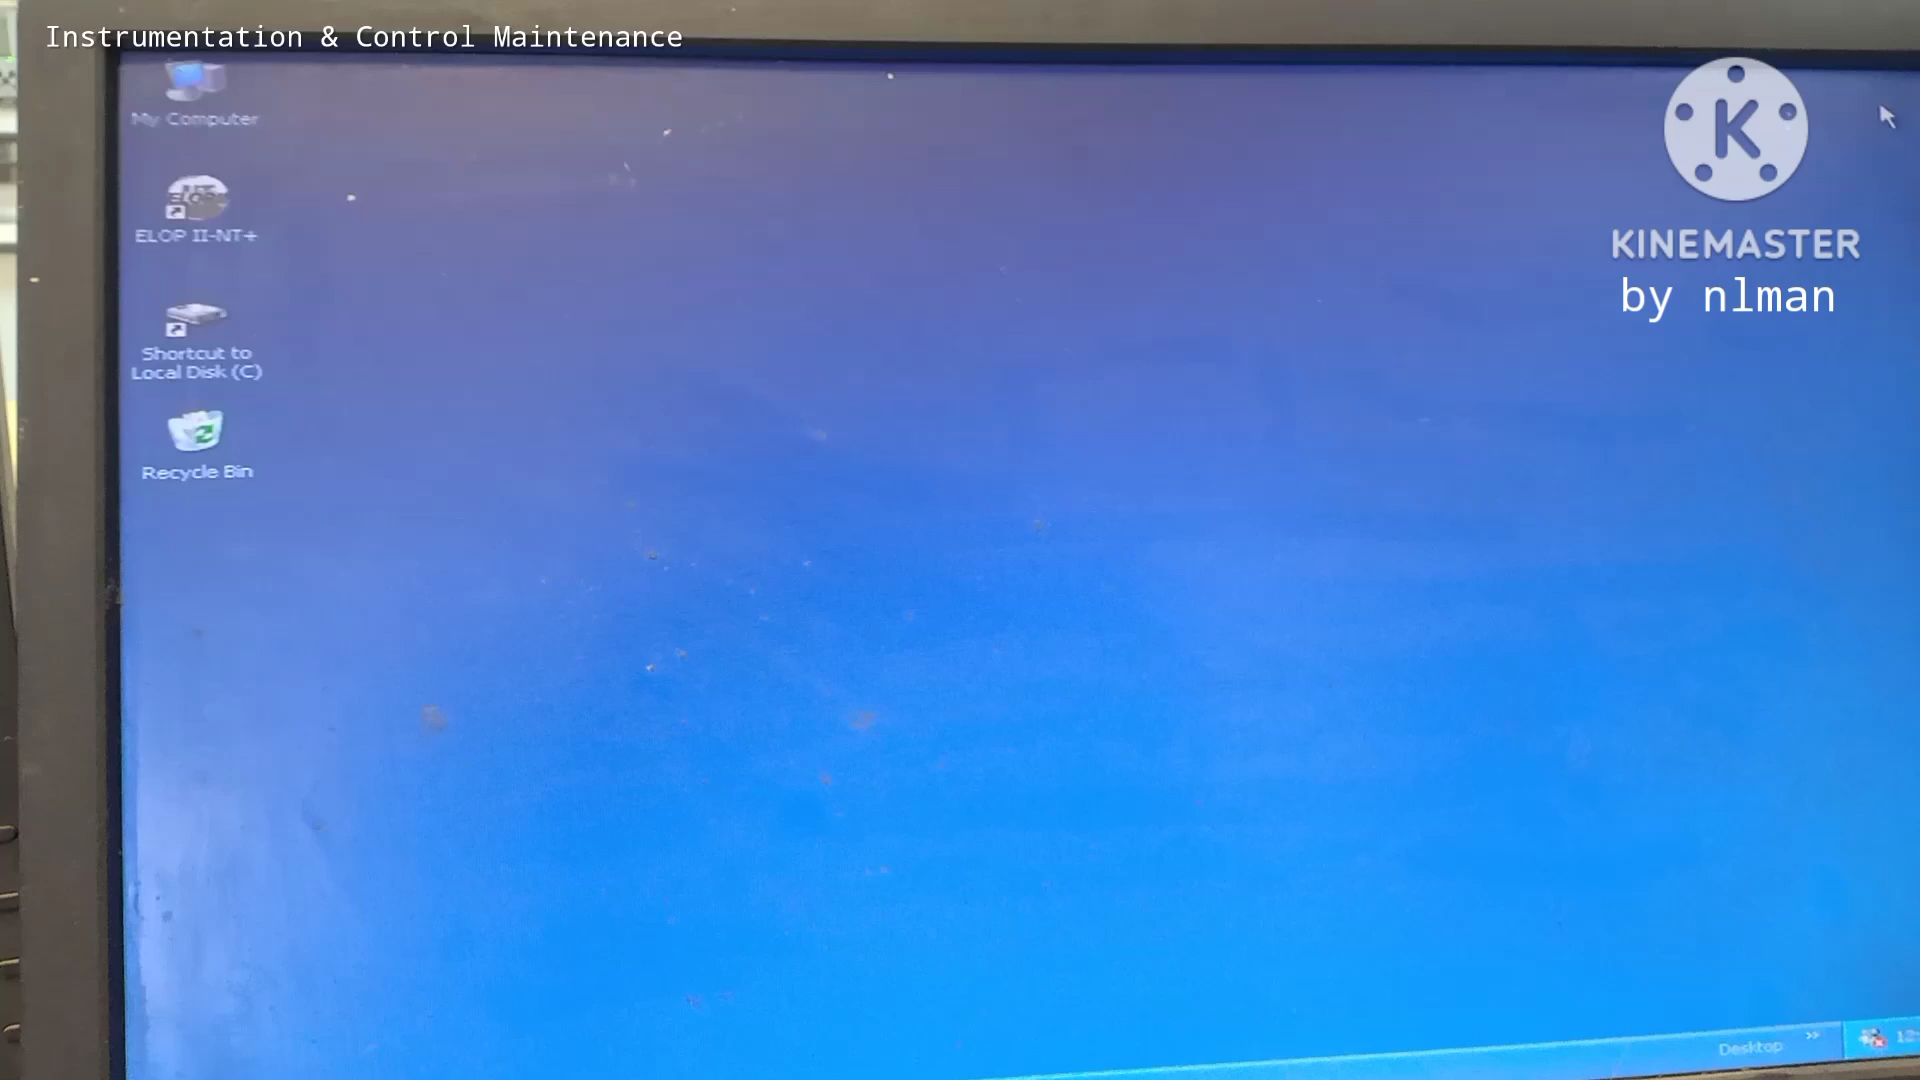 Instrumentation & Control Maintenance
My Computer
ELOP II-NT+
Shortcut to
Local Disk (C)
Recycle Bin
K
KINEMASTER
by nlman
Desktop